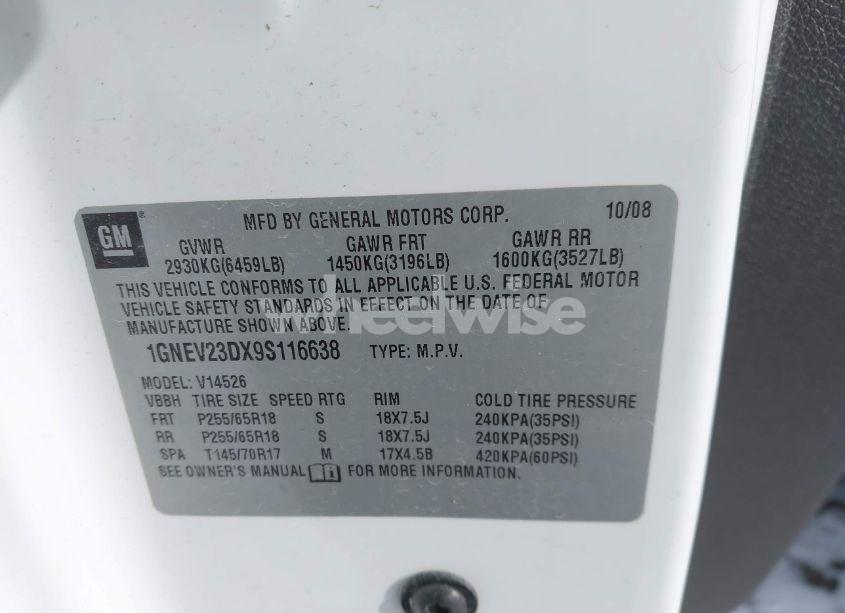 GM
MFD BY GENERAL MOTORS CORP. 10/08
GVWR GAWR FRT GAWR RR
2930KG(6459LB) 1450KG(3196LB) 1600KG(3527LB)
THIS VEHICLE CONFORMS TO ALL APPLICABLE U.S. FEDERAL MOTOR
VEHICLE SAFETY STANDARDS IN EFFECT ON THE DATE OF
MANUFACTURE SHOWN ABOVE.
wheelwise
1GNEV23DX9S116638 TYPE: M.P.V.
MODEL: V14526
VBBH TIRE SIZE SPEED RTG RIM COLD TIRE PRESSURE
FRT P255/65R18 S 18X7.5J 240KPA(35PSI)
RR P255/65R18 S 18X7.5J 240KPA(35PSI)
SPA T145/70R17 M 17X4.5B 420KPA(60PSI)
SEE OWNER'S MANUAL FOR MORE INFORMATION.